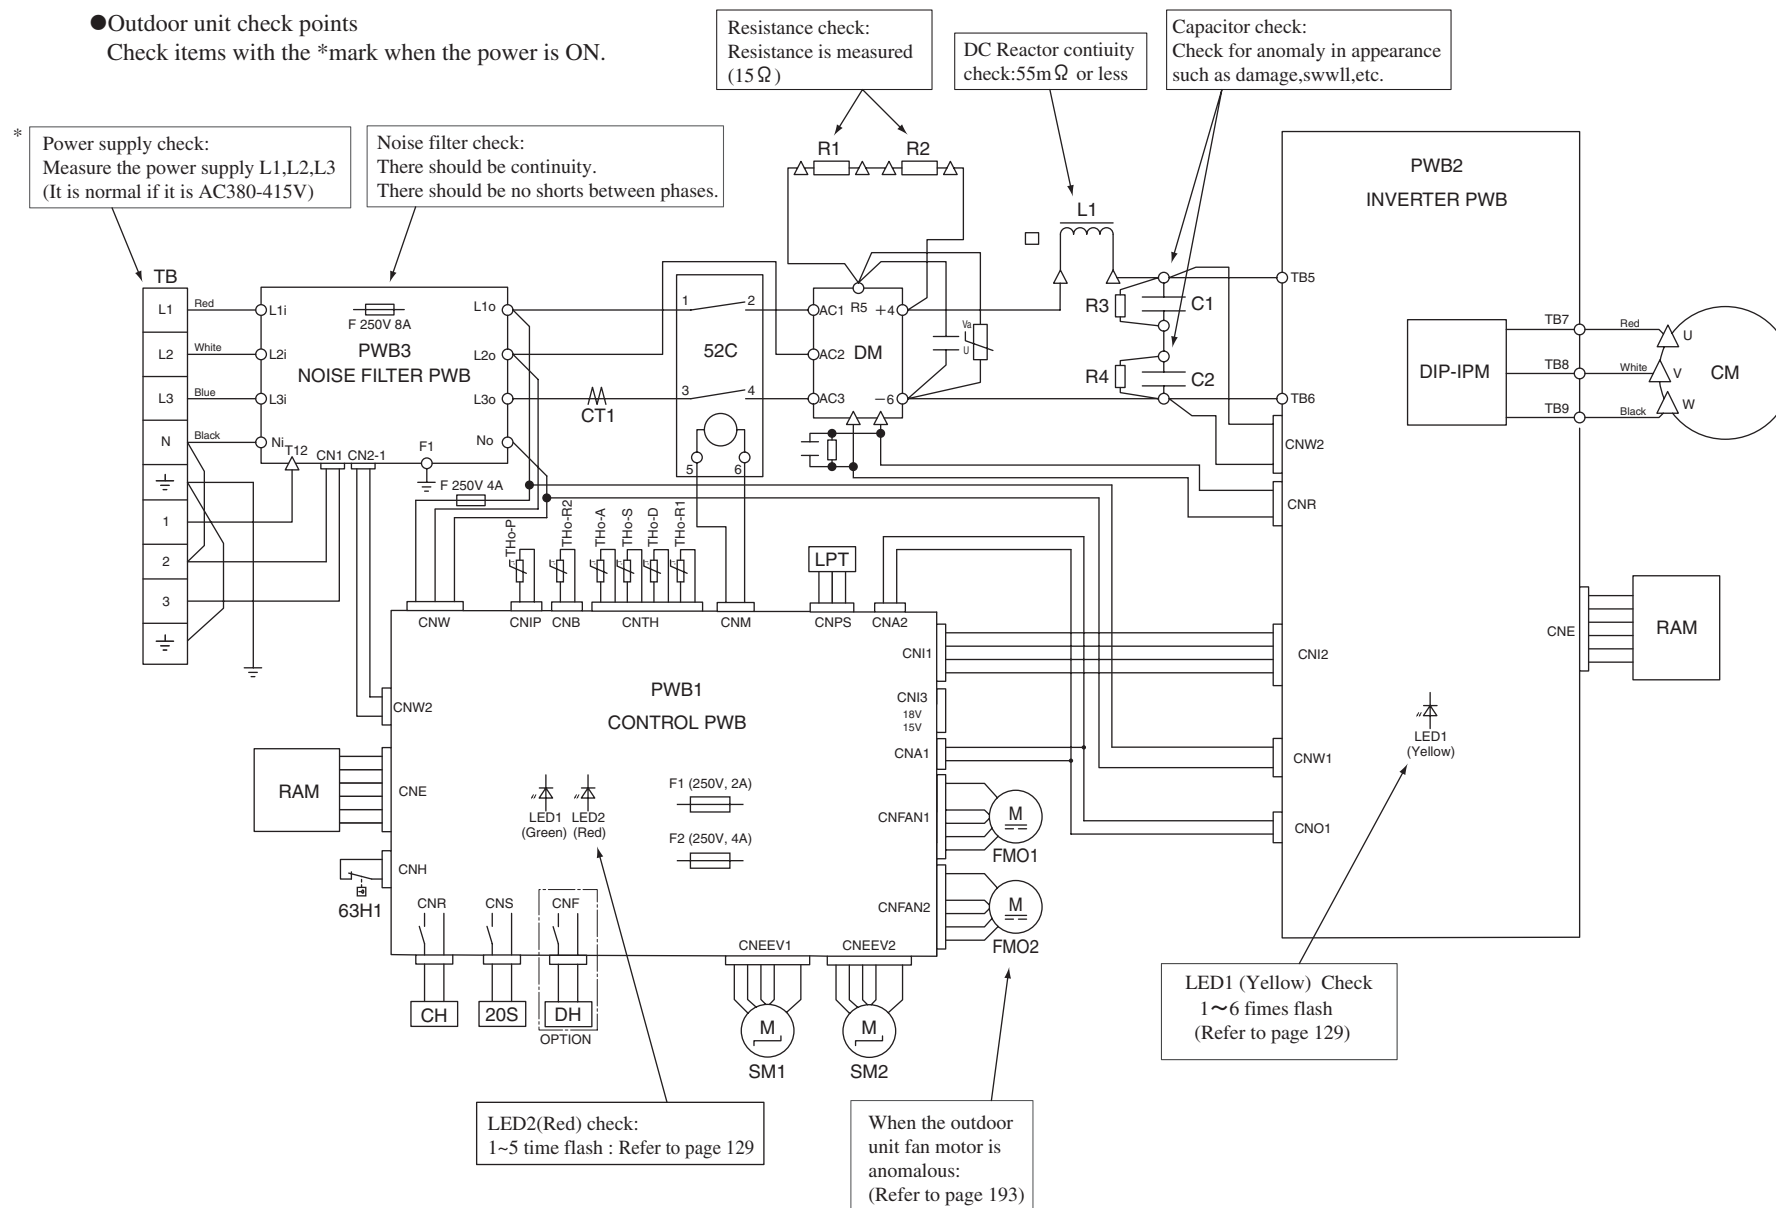 ●Outdoor unit check points
Check items with the *mark when the power is ON.
Resistance check:
Resistance is measured
(15Ω)
DC Reactor contiuity
check:55mΩ or less
Capacitor check:
Check for anomaly in appearance
such as damage,swwll,etc.
*
Power supply check:
Measure the power supply L1,L2,L3
(It is normal if it is AC380-415V)
Noise filter check:
There should be continuity.
There should be no shorts between phases.
R1
R2
L1
PWB2
INVERTER PWB
TB
L1
Red
L2
White
L3
Blue
N
Black
1
2
3
L1i
L2i
L3i
Ni
F 250V 8A
PWB3
NOISE FILTER PWB
L1o
L2o
L3o
No
T12
CN1
CN2-1
F1
F 250V 4A
CT1
1
2
52C
3
4
5
6
AC1
AC2
AC3
R5
+4
DM
−6
Va
U
R3
C1
R4
C2
TB5
TB6
CNW2
CNR
DIP-IPM
TB7
TB8
TB9
Red
White
Black
U
V
W
CM
THo-P
THo-R2
THo-A
THo-S
THo-D
THo-R1
LPT
CNW
CNIP
CNB
CNTH
CNM
CNPS
CNA2
PWB1
CONTROL PWB
CNW2
CNE
RAM
CNH
63H1
CNI1
CNI3
18V
15V
CNA1
CNFAN1
CNFAN2
M
FMO1
M
FMO2
LED1
(Green)
LED2
(Red)
F1 (250V, 2A)
F2 (250V, 4A)
CNR
CNS
CNF
CH
20S
DH
OPTION
CNEEV1
CNEEV2
M
SM1
M
SM2
CNI2
CNW1
CNO1
CNE
RAM
LED1
(Yellow)
LED1 (Yellow) Check
1～6 fimes flash
(Refer to page 129)
LED2(Red) check:
1~5 time flash : Refer to page 129
When the outdoor
unit fan motor is
anomalous:
(Refer to page 193)